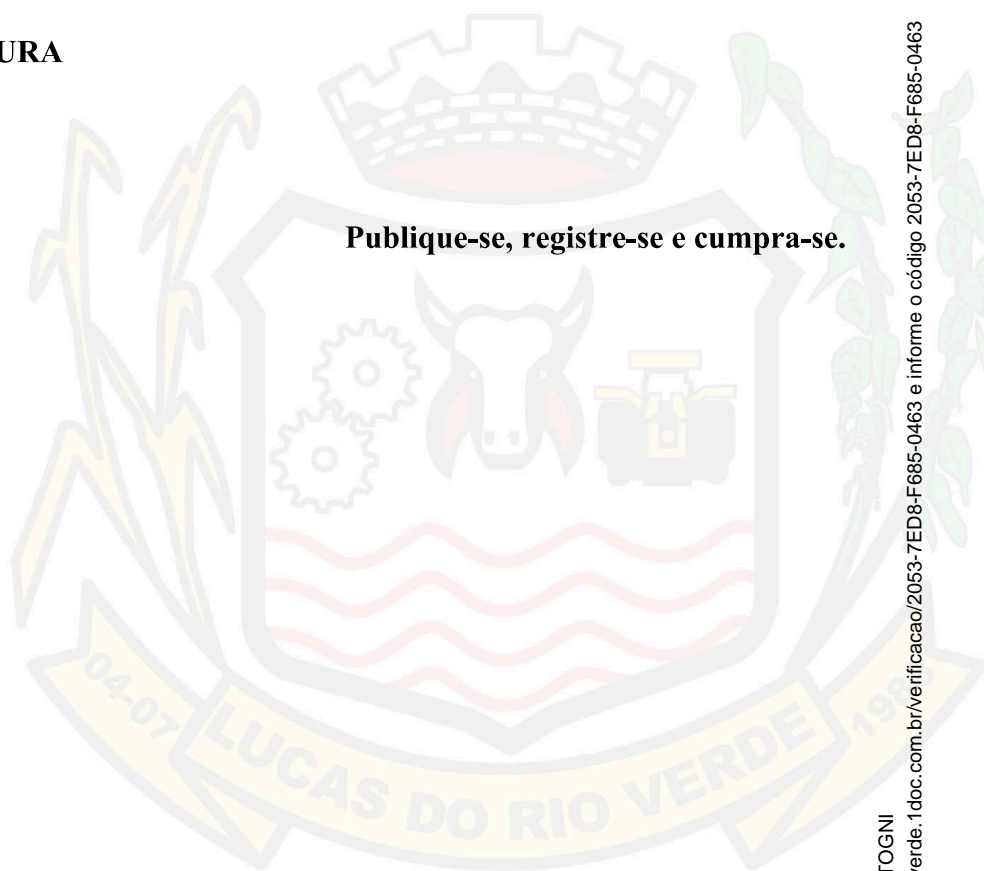 URA
Publique-se, registre-se e cumpra-se.
04-07
LUCAS DO RIO VERDE
TOGNI
verde.1doc.com.br/verificacao/2053-7ED8-F685-0463 e informe o código 2053-7ED8-F685-0463